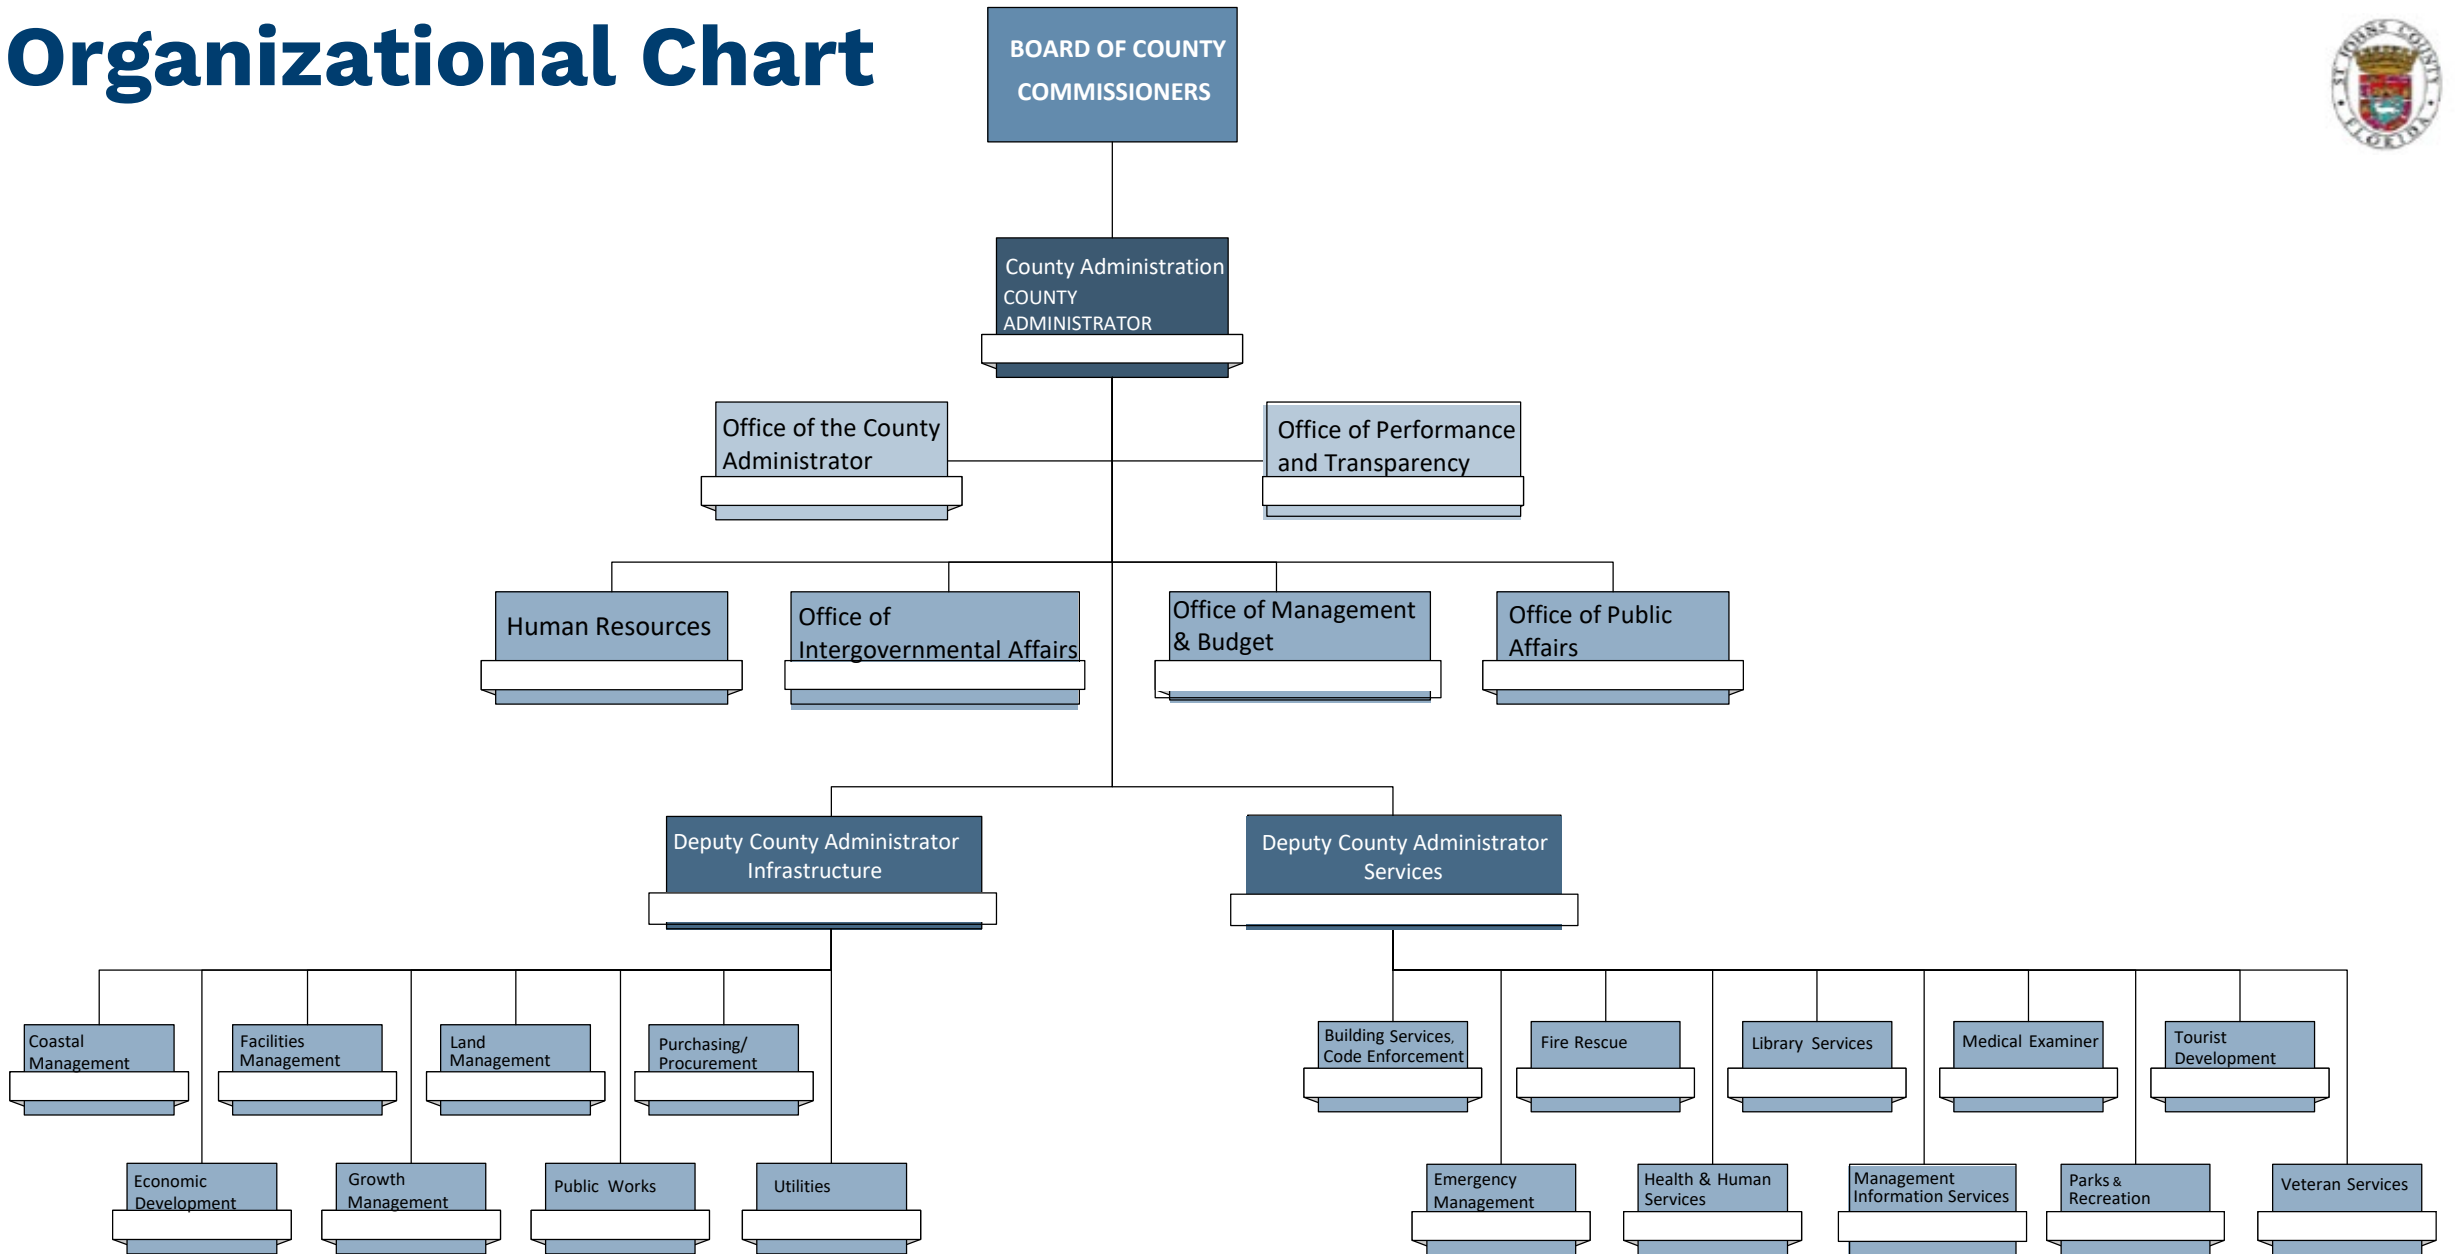 Organizational Chart
BOARD OF COUNTY
COMMISSIONERS
ST JOHNS COUNTY
FLORIDA
County Administration
COUNTY
ADMINISTRATOR
Office of the County
Administrator
Office of Performance
and Transparency
Human Resources
Office of
Intergovernmental Affairs
Office of Management
& Budget
Office of Public
Affairs
Deputy County Administrator
Infrastructure
Deputy County Administrator
Services
Coastal
Management
Facilities
Management
Land
Management
Purchasing/
Procurement
Building Services,
Code Enforcement
Fire Rescue
Library Services
Medical Examiner
Tourist
Development
Economic
Development
Growth
Management
Public Works
Utilities
Emergency
Management
Health & Human
Services
Management
Information Services
Parks &
Recreation
Veteran Services